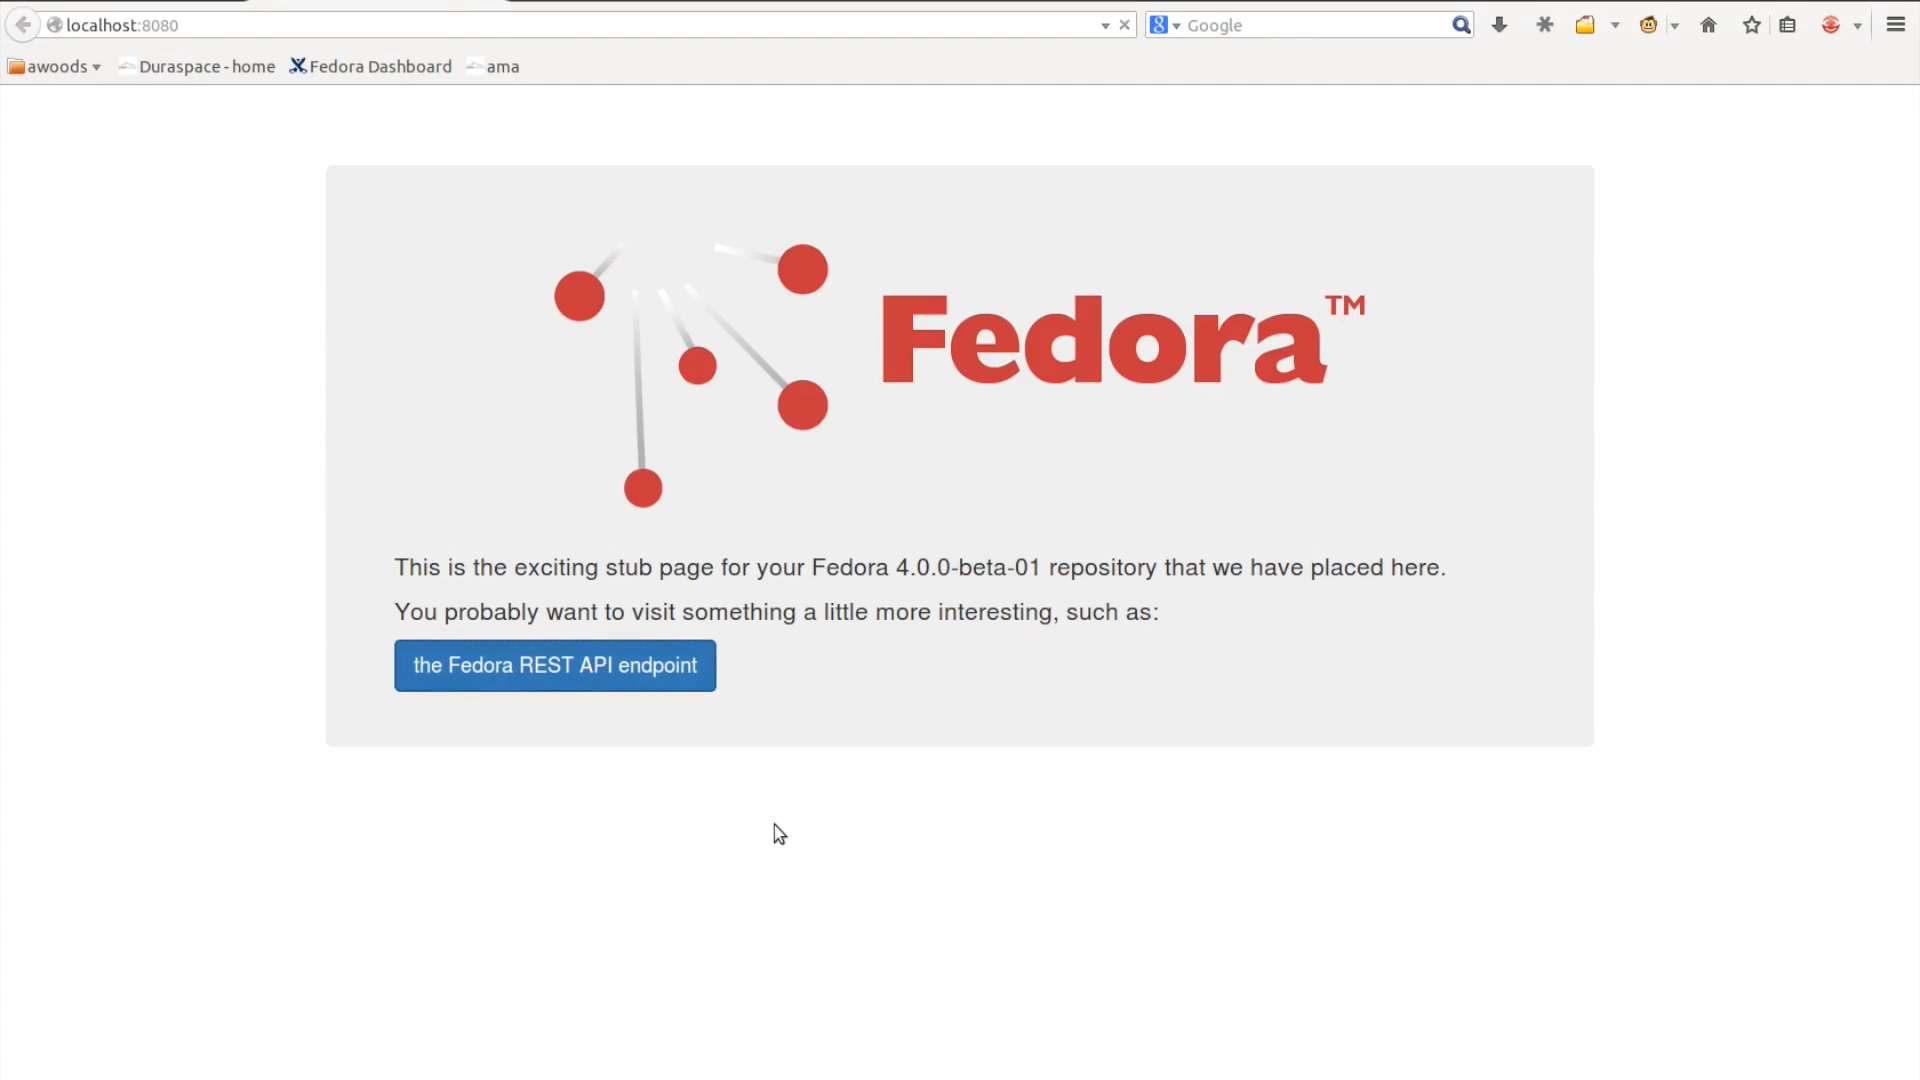 localhost:8080
Google
awoods
Duraspace - home
Fedora Dashboard
ama
Fedora™
This is the exciting stub page for your Fedora 4.0.0-beta-01 repository that we have placed here.
You probably want to visit something a little more interesting, such as:
the Fedora REST API endpoint